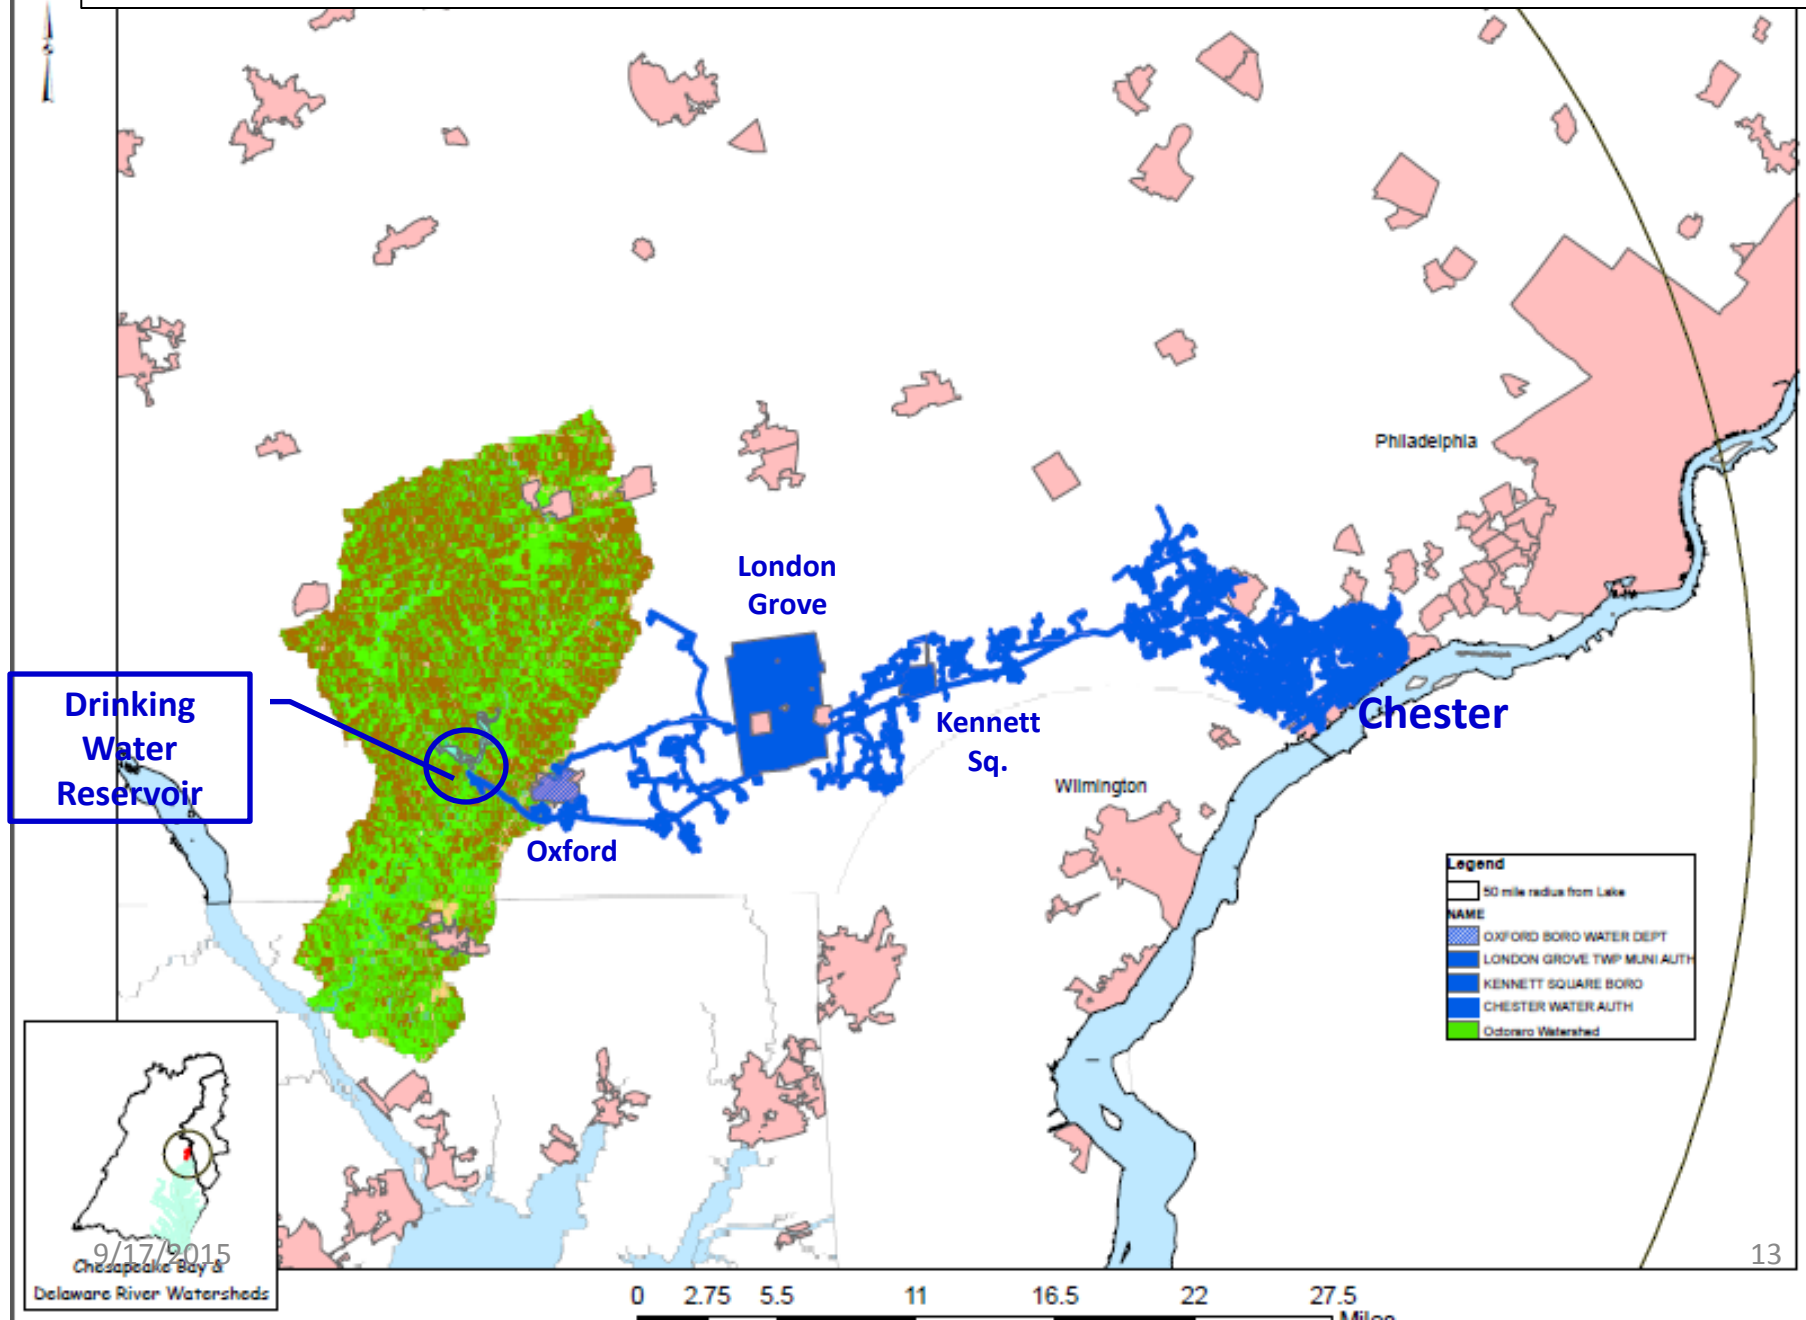 Philadelphia
London
Grove
Drinking
Water
Reservoir
Kennett
Sq.
Chester
Wilmington
Oxford
Legend
50 mile radius from Lake
NAME
OXFORD BORO WATER DEPT
LONDON GROVE TWP MUNI AUTH
KENNETT SQUARE BORO
CHESTER WATER AUTH
Octoraro Watershed
9/17/2015
Chesapeake Bay &
Delaware River Watersheds
13
0 2.75 5.5 11 16.5 22 27.5
Miles